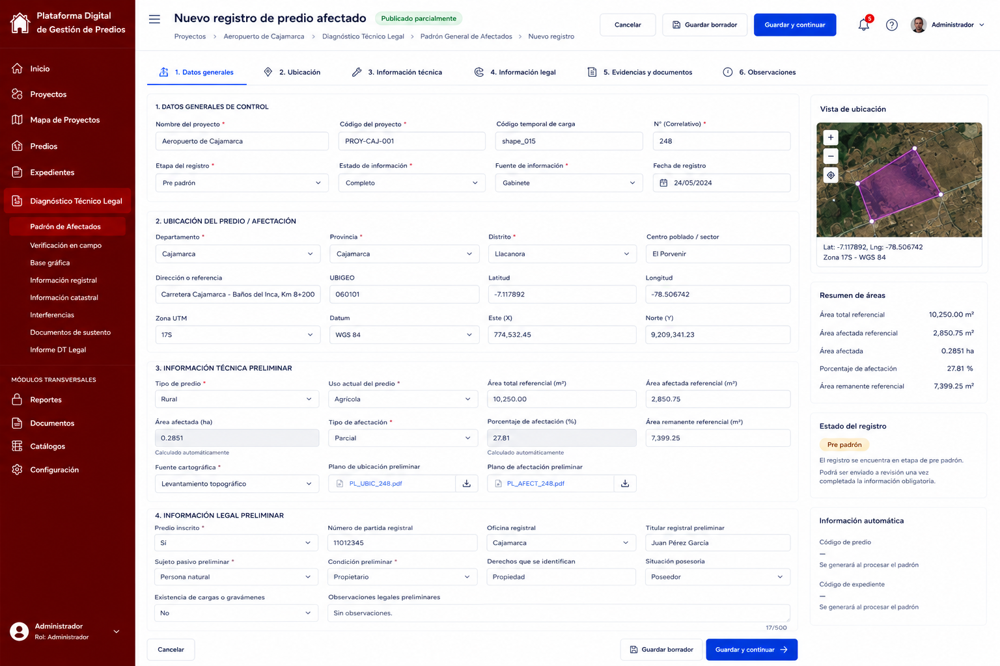 Plataforma Digital
de Gestión de Predios
Inicio
Proyectos
Mapa de Proyectos
Predios
Expedientes
Diagnóstico Técnico Legal
Padrón de Afectados
Verificación en campo
Base gráfica
Información registral
Información catastral
Interferencias
Documentos de sustento
Informe DT Legal
MÓDULOS TRANSVERSALES
Reportes
Documentos
Catálogos
Configuración
Administrador
Rol: Administrador
Nuevo registro de predio afectado
Publicado parcialmente
Proyectos > Aeropuerto de Cajamarca > Diagnóstico Técnico Legal > Padrón General de Afectados > Nuevo registro
Cancelar
Guardar borrador
Guardar y continuar
5
?
Administrador
1. Datos generales
2. Ubicación
3. Información técnica
4. Información legal
5. Evidencias y documentos
6. Observaciones
1. DATOS GENERALES DE CONTROL
Nombre del proyecto * Código del proyecto * Código temporal de carga N° (Correlativo) *
Aeropuerto de Cajamarca PROY-CAJ-001 shape_015 248
Etapa del registro * Estado de información * Fuente de información * Fecha de registro
Pre padrón Completo Gabinete 24/05/2024
2. UBICACIÓN DEL PREDIO / AFECTACIÓN
Departamento * Provincia * Distrito * Centro poblado / sector
Cajamarca Cajamarca Llacanora El Porvenir
Dirección o referencia UBIGEO Latitud Longitud
Carretera Cajamarca - Baños del Inca, Km 8+200 060101 -7.117892 -78.506742
Zona UTM Datum Este (X) Norte (Y)
17S WGS 84 774,532.45 9,209,341.23
3. INFORMACIÓN TÉCNICA PRELIMINAR
Tipo de predio * Uso actual del predio * Área total referencial (m²) Área afectada referencial (m²)
Rural Agrícola 10,250.00 2,850.75
Área afectada (ha) Tipo de afectación * Porcentaje de afectación (%) Área remanente referencial (m²)
0.2851 Parcial 27.81 7,399.25
Calculado automáticamente Calculado automáticamente
Fuente cartográfica * Plano de ubicación preliminar Plano de afectación preliminar
Levantamiento topográfico PL_UBIC_248.pdf PL_AFECT_248.pdf
4. INFORMACIÓN LEGAL PRELIMINAR
Predio inscrito * Número de partida registral Oficina registral Titular registral preliminar
Sí 11012345 Cajamarca Juan Pérez García
Sujeto pasivo preliminar * Condición preliminar * Derechos que se identifican Situación posesoria
Persona natural Propietario Propiedad Poseedor
Existencia de cargas o gravámenes Observaciones legales preliminares
No Sin observaciones.
17/500
Cancelar
Guardar borrador
Guardar y continuar →
Vista de ubicación
+
−
Lat: -7.117892, Lng: -78.506742
Zona 17S - WGS 84
Resumen de áreas
Área total referencial 10,250.00 m²
Área afectada referencial 2,850.75 m²
Área afectada 0.2851 ha
Porcentaje de afectación 27.81 %
Área remanente referencial 7,399.25 m²
Estado del registro
Pre padrón
El registro se encuentra en etapa de pre padrón.
Podrá ser enviado a revisión una vez
completada la información obligatoria.
Información automática
Código de predio
—
Se generará al procesar el padrón
Código de expediente
—
Se generará al procesar el padrón